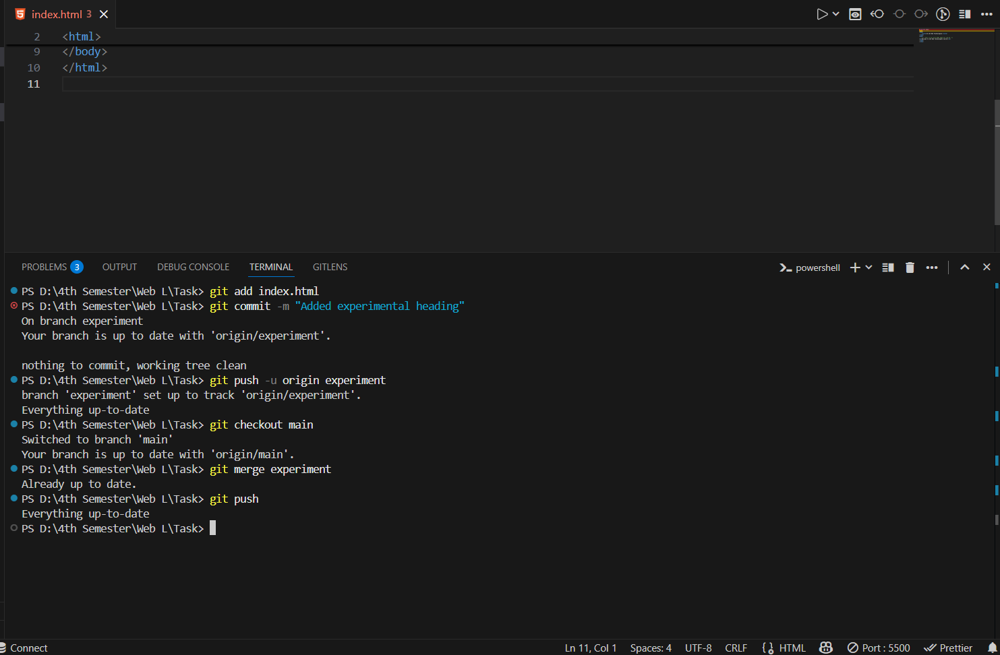 index.html 3
2 <html>
9 </body>
10 </html>
11
PROBLEMS 3 OUTPUT DEBUG CONSOLE TERMINAL GITLENS powershell
PS D:\4th Semester\Web L\Task> git add index.html
PS D:\4th Semester\Web L\Task> git commit -m "Added experimental heading"
On branch experiment
Your branch is up to date with 'origin/experiment'.
nothing to commit, working tree clean
PS D:\4th Semester\Web L\Task> git push -u origin experiment
branch 'experiment' set up to track 'origin/experiment'.
Everything up-to-date
PS D:\4th Semester\Web L\Task> git checkout main
Switched to branch 'main'
Your branch is up to date with 'origin/main'.
PS D:\4th Semester\Web L\Task> git merge experiment
Already up to date.
PS D:\4th Semester\Web L\Task> git push
Everything up-to-date
PS D:\4th Semester\Web L\Task>
Connect Ln 11, Col 1 Spaces: 4 UTF-8 CRLF HTML Port : 5500 Prettier